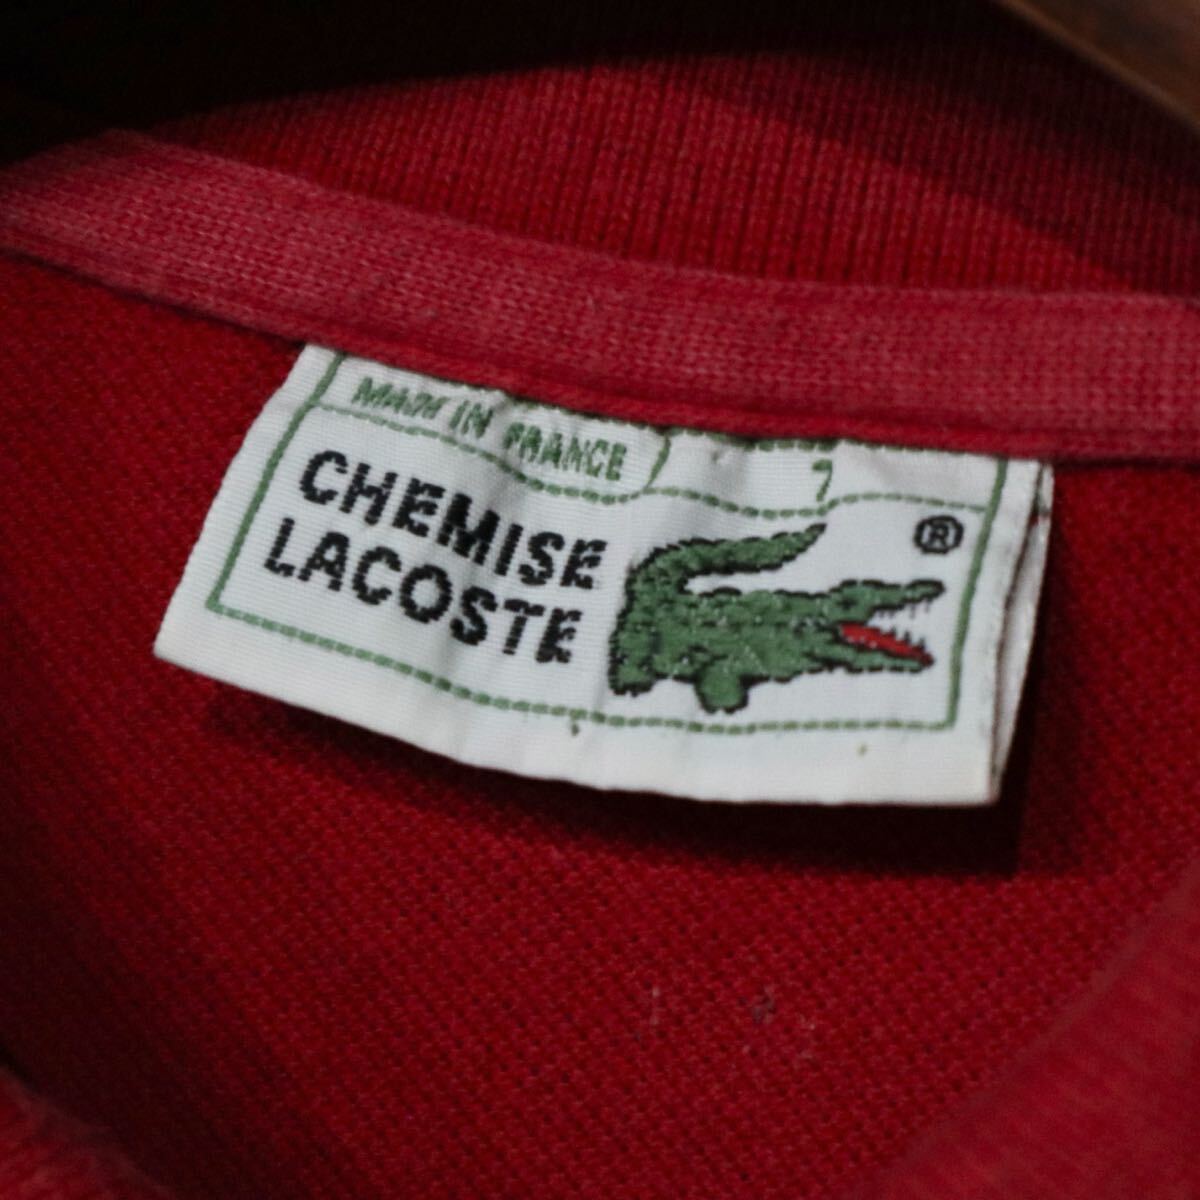 MADE IN FRANCE
7
CHEMISE
LACOSTE
®